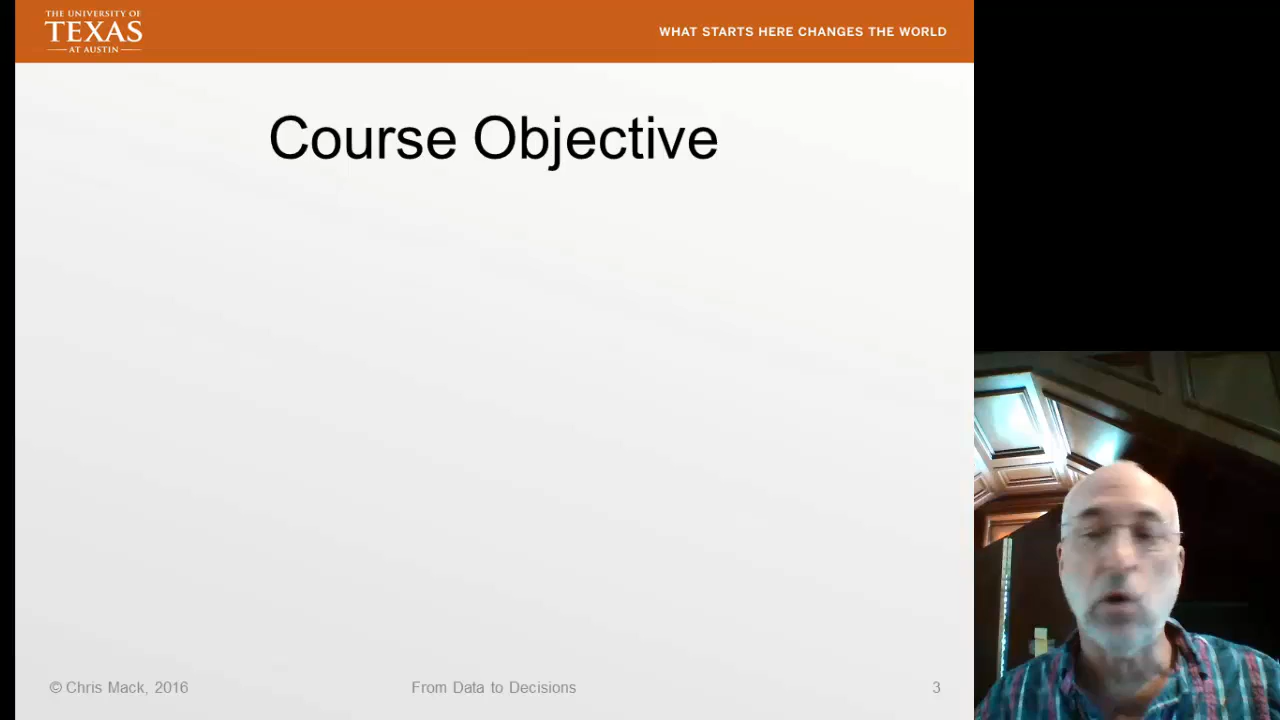 THE UNIVERSITY OF
TEXAS
AT AUSTIN
WHAT STARTS HERE CHANGES THE WORLD
Course Objective
© Chris Mack, 2016
From Data to Decisions
3